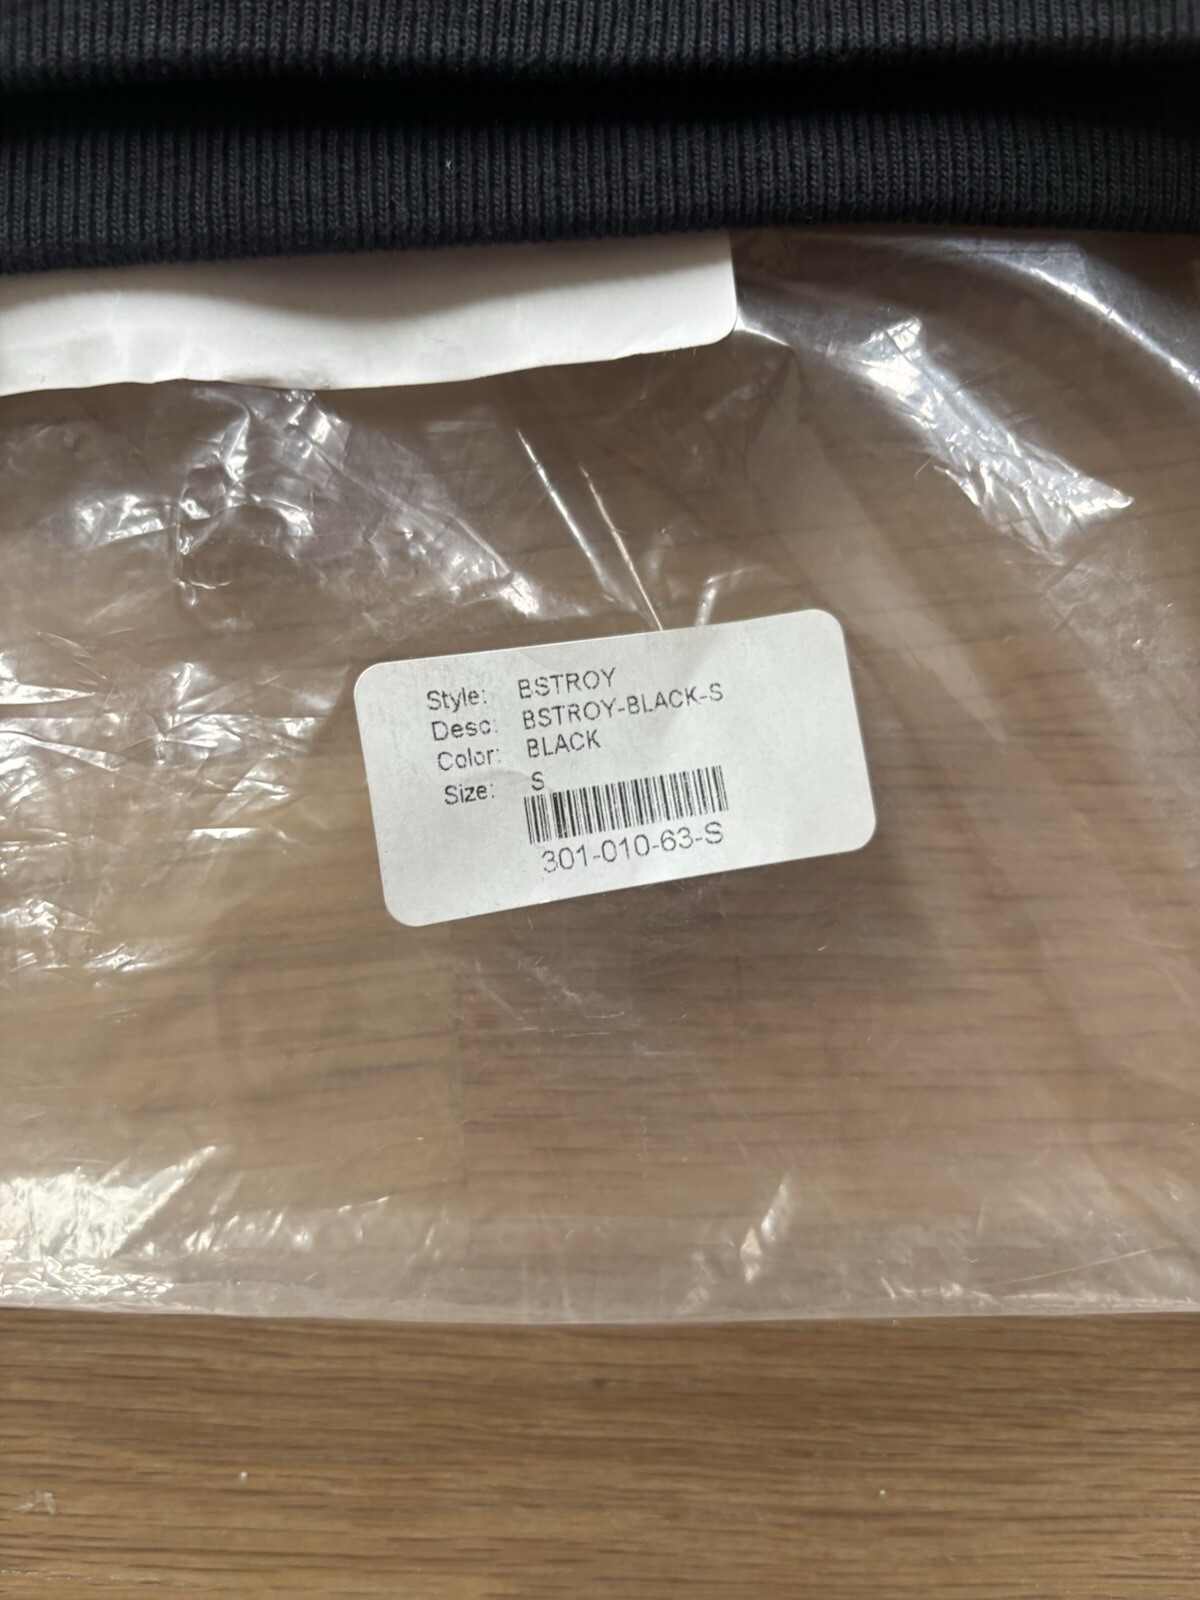 Style: BSTROY
Desc: BSTROY-BLACK-S
Color: BLACK
Size: S
301-010-63-S